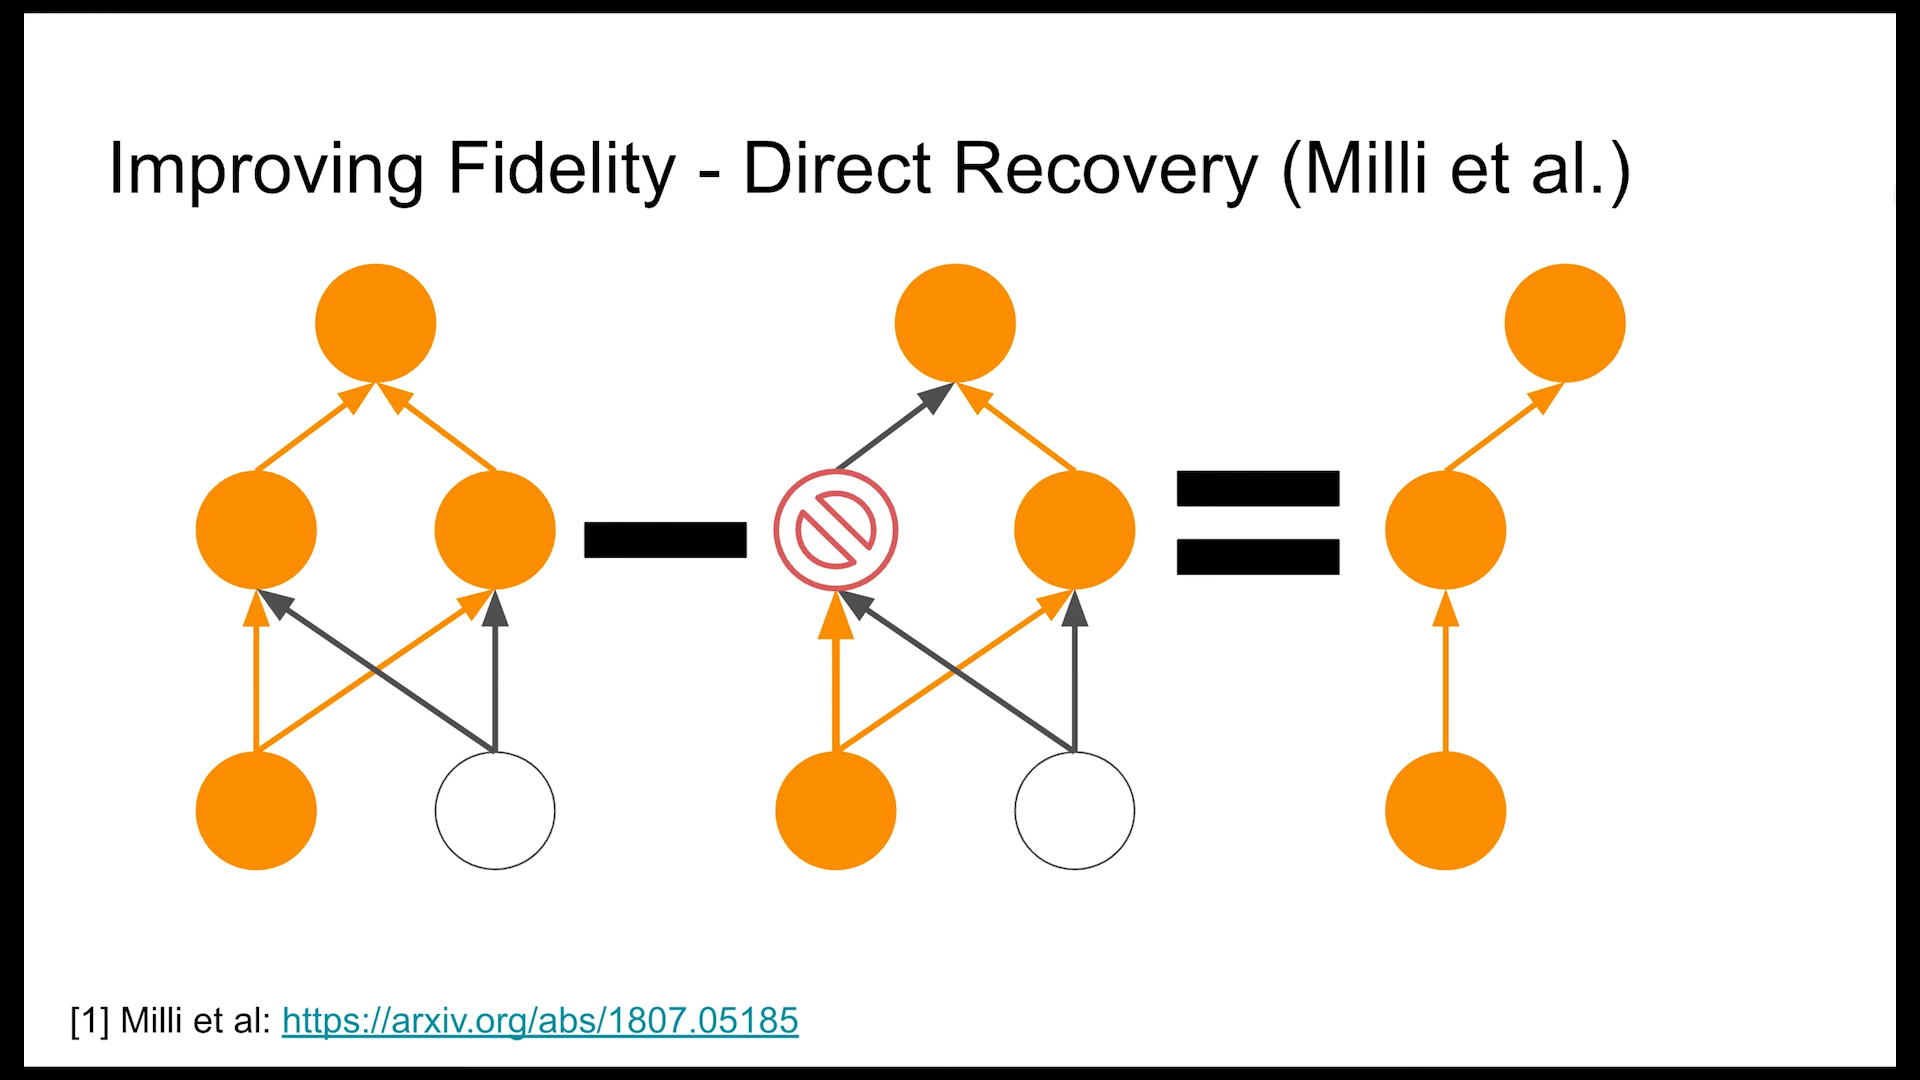 Improving Fidelity - Direct Recovery (Milli et al.)
[1] Milli et al: https://arxiv.org/abs/1807.05185